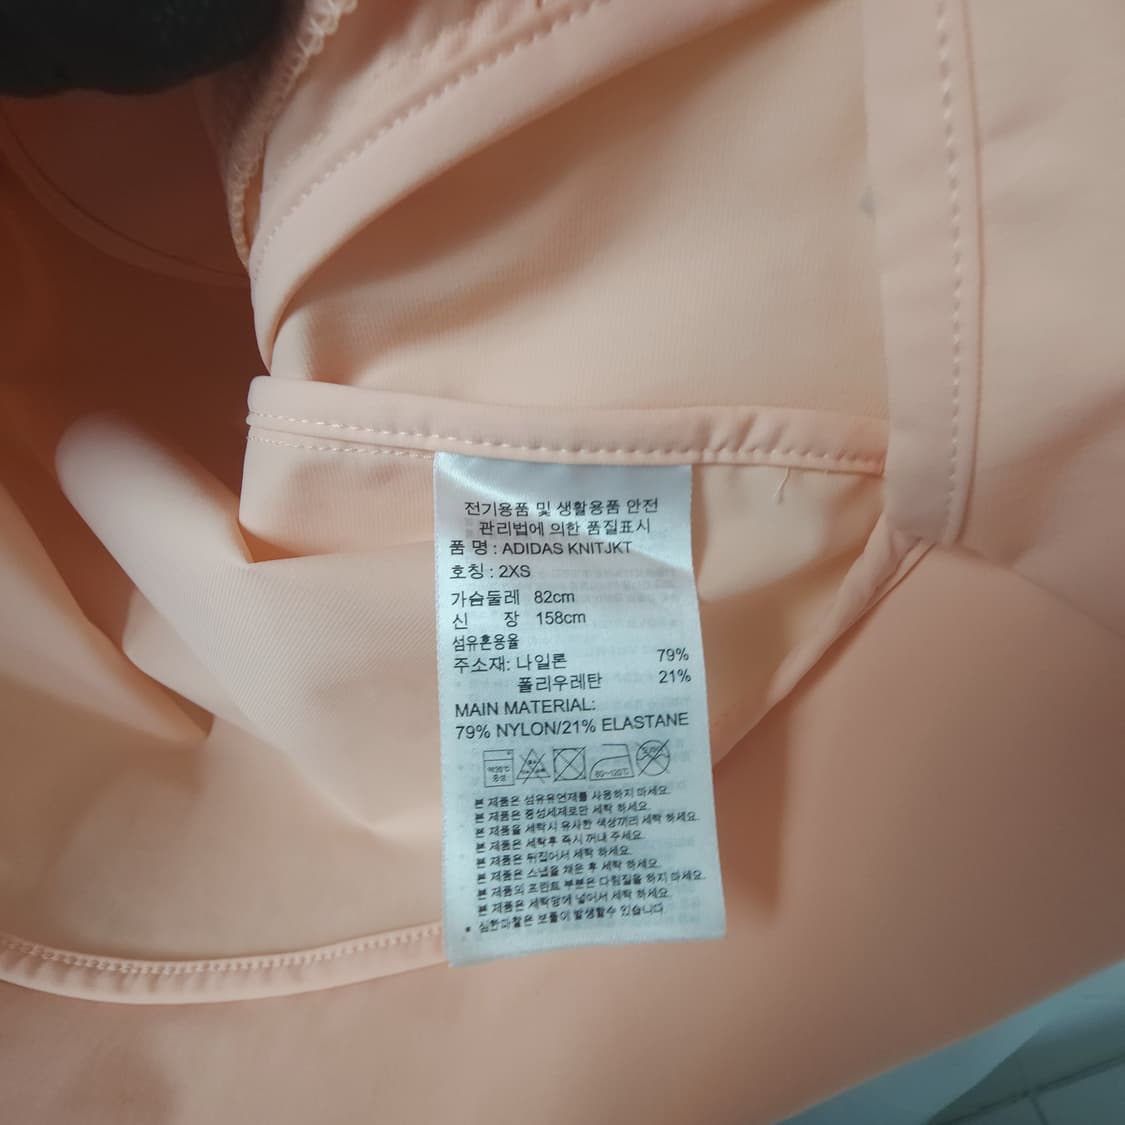 전기용품 및 생활용품 안전
관리법에 의한 품질표시
품 명 : ADIDAS KNITJKT
호칭 : 2XS
가슴둘레 82cm
신 장 158cm
섬유혼용율
주소재: 나일론 79%
폴리우레탄 21%
MAIN MATERIAL:
79% NYLON/21% ELASTANE
중성 80~120℃
본 제품은 섬유유연제를 사용하지 마세요.
본 제품은 중성세제로만 세탁 하세요.
본 제품을 세탁시 유사한 색상끼리 세탁 하세요.
본 제품은 세탁후 즉시 꺼내 주세요.
본 제품은 뒤집어서 세탁 하세요.
본 제품은 스냅을 채운 후 세탁 하세요.
본 제품의 프린트 부분은 다림질을 하지 마세요.
본 제품은 세탁망에 넣어서 세탁 하세요.
* 심한마찰은 보풀이 발생할수 있습니다